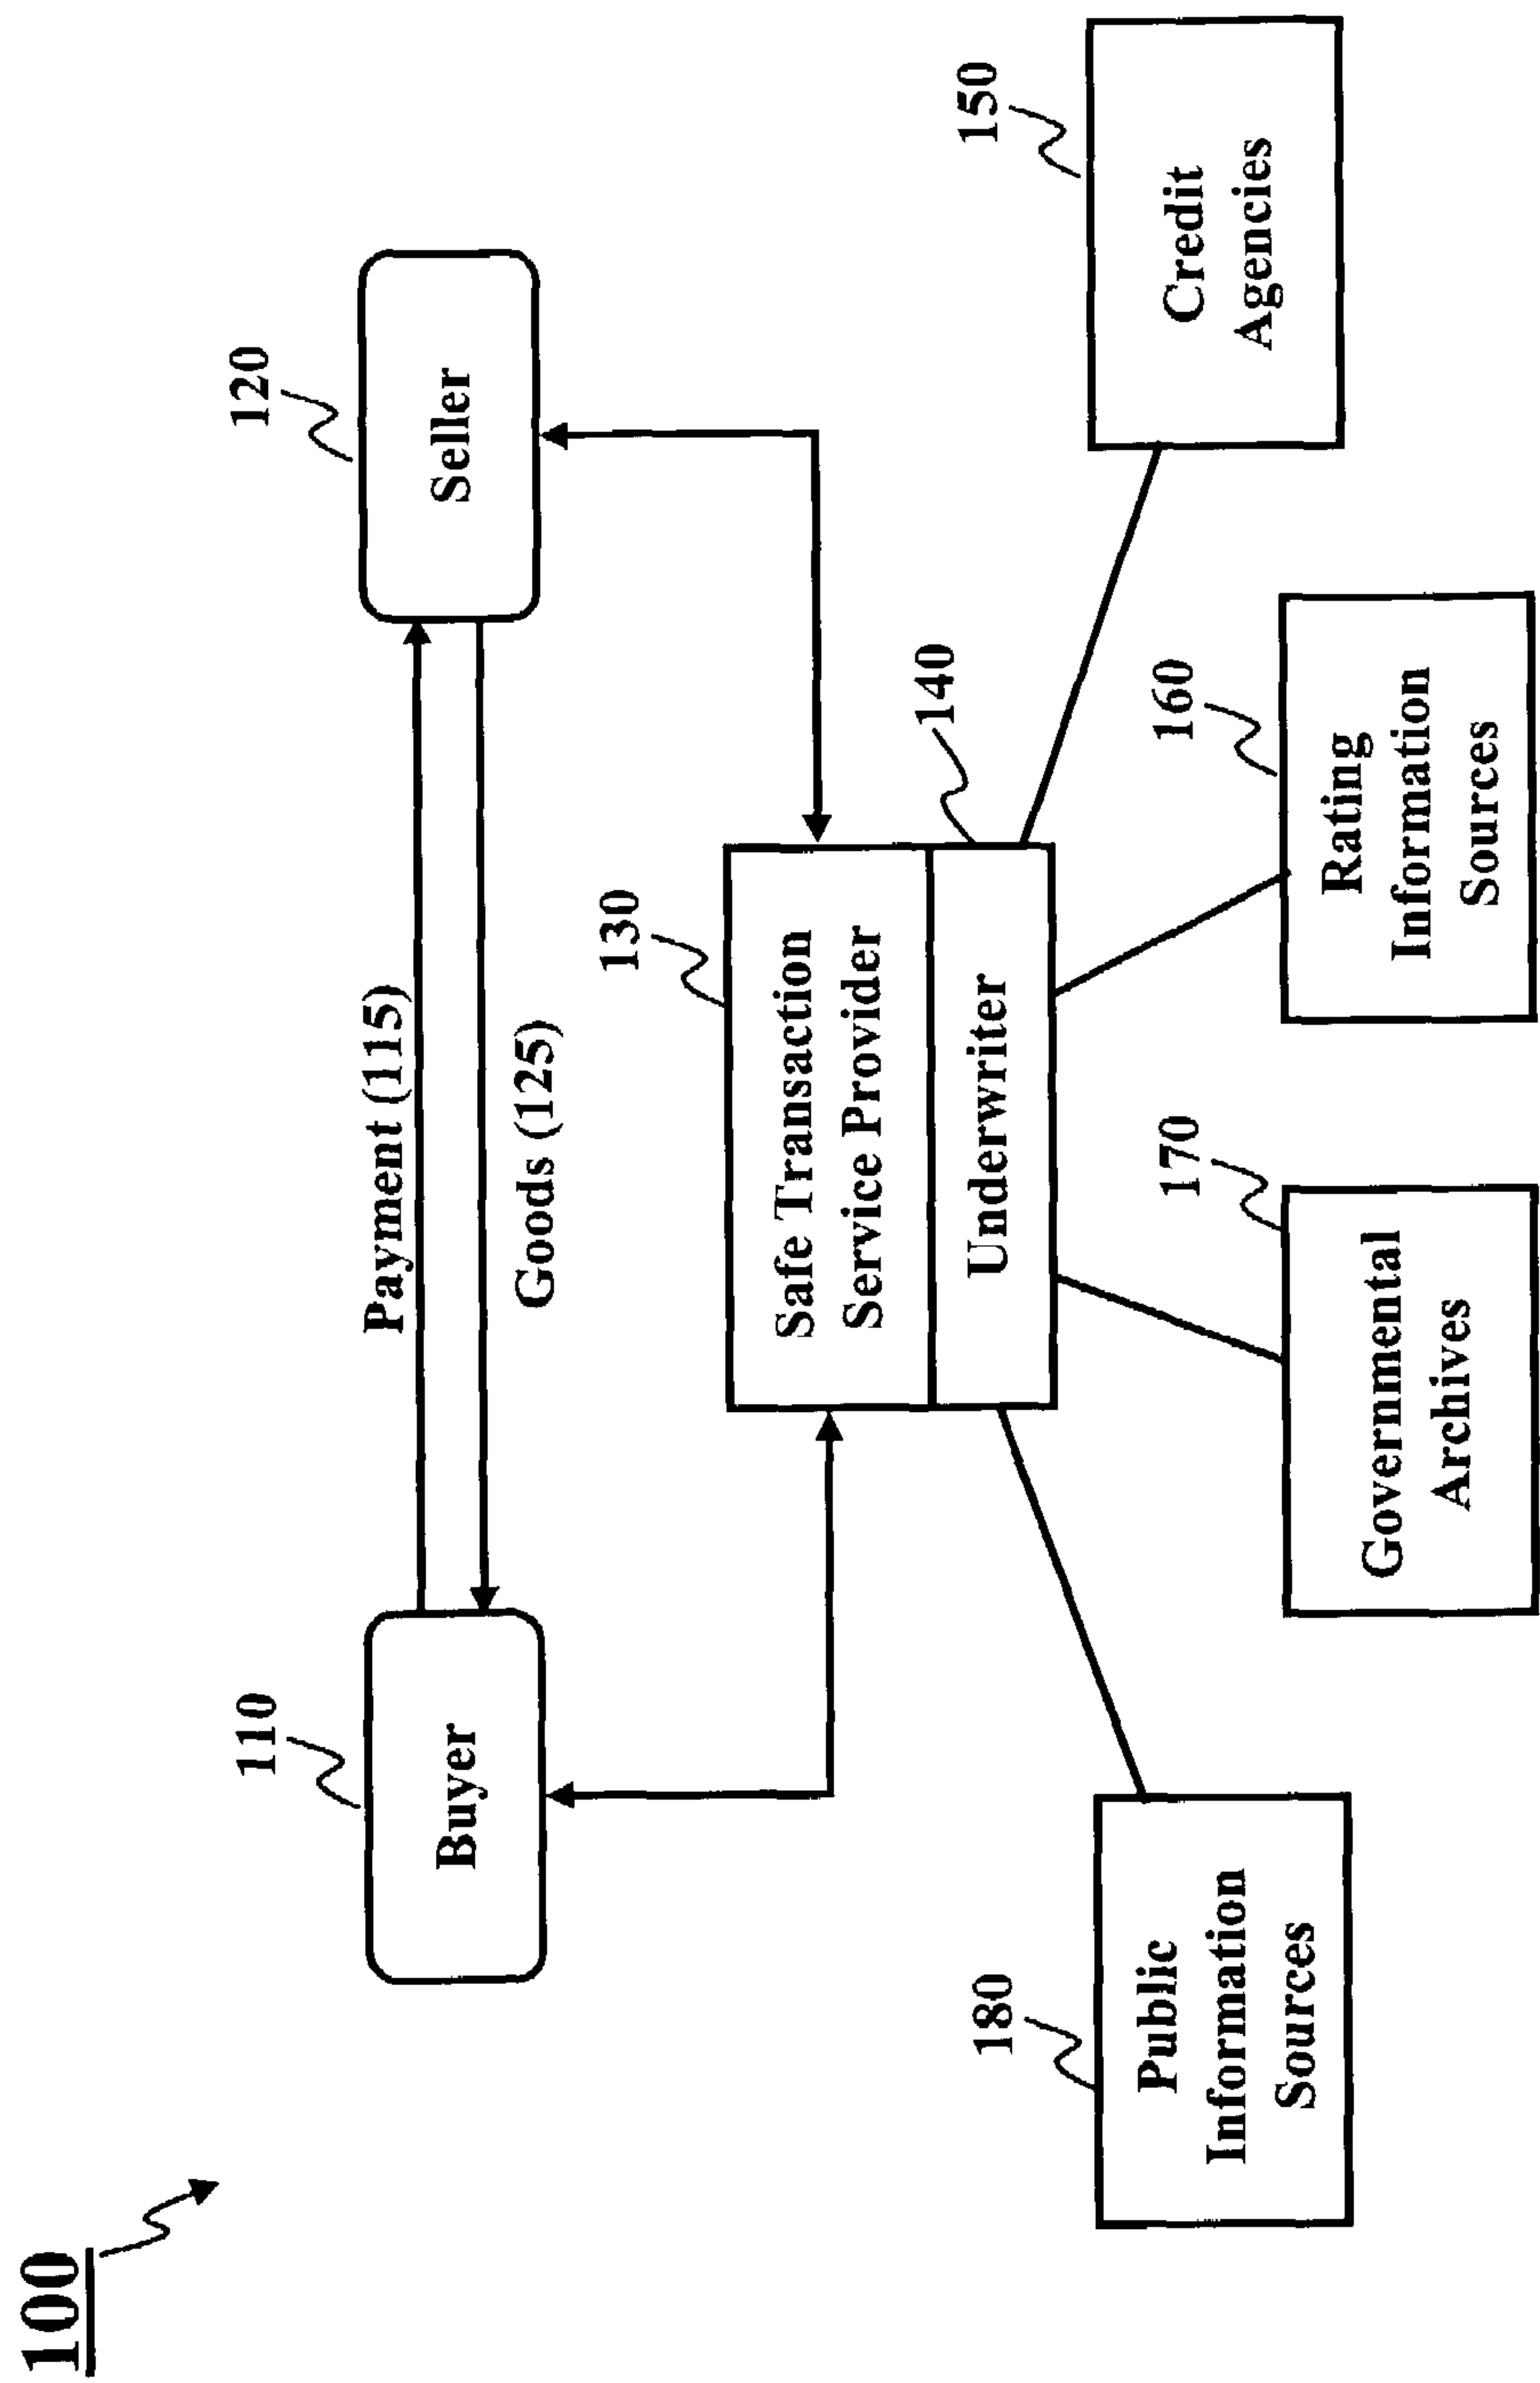 100
110
Buyer
Payment (115)
Goods (125)
120
Seller
130
Safe Transaction
Service Provider
140
Underwriter
150
Credit
Agencies
160
Rating
Information
Sources
170
Governmental
Archives
180
Public
Information
Sources